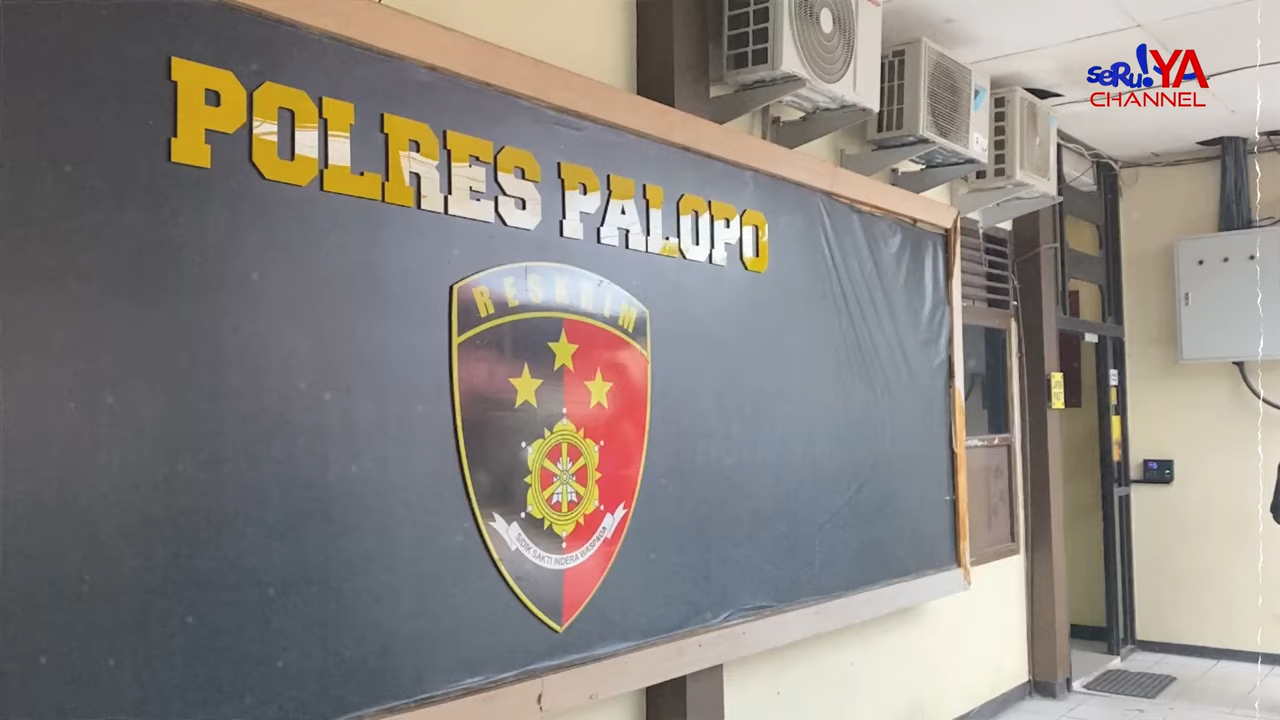 seRu!YA
CHANNEL
POLRES PALOPO
RESKRIM
SIDIK SAKTI INDERA WASPADA